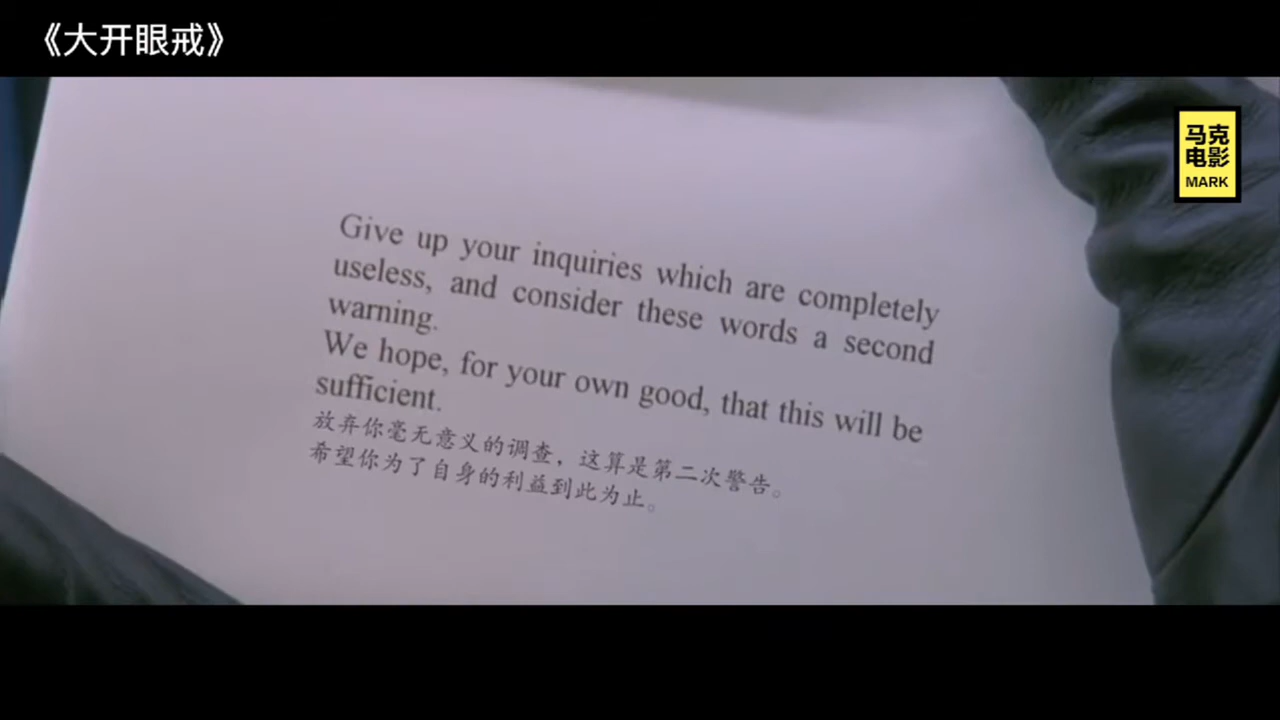 《大开眼戒》
马克
电影
MARK
Give up your inquiries which are completely
useless, and consider these words a second
warning.
We hope, for your own good, that this will be
sufficient.
放弃你毫无意义的调查，这算是第二次警告。
希望你为了自身的利益到此为止。